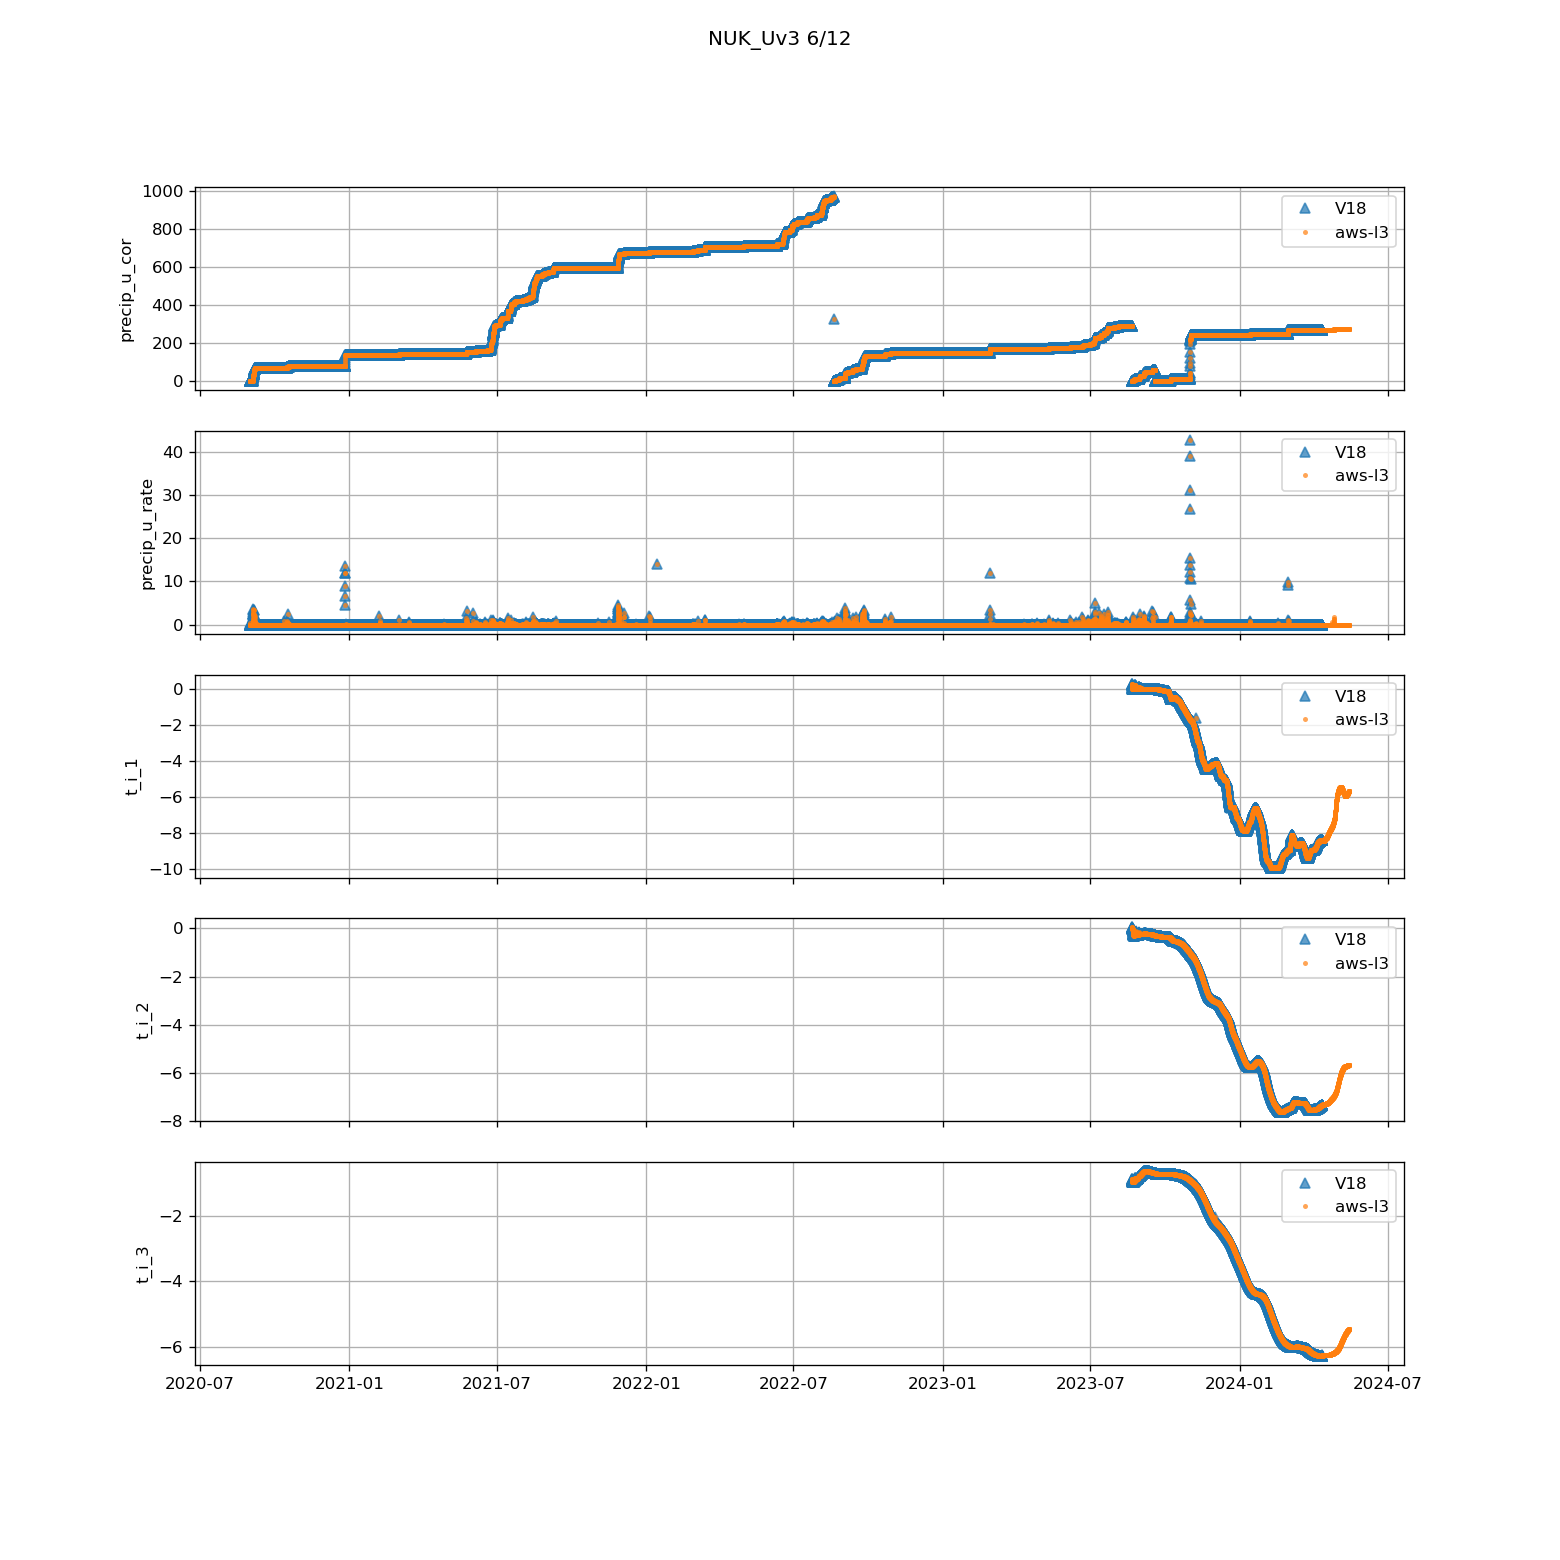 NUK_Uv3 6/12
precip_u_cor
1000
800
600
400
200
0
V18
aws-l3
precip_u_rate
40
30
20
10
0
V18
aws-l3
t_i_1
0
−2
−4
−6
−8
−10
V18
aws-l3
t_i_2
0
−2
−4
−6
−8
V18
aws-l3
t_i_3
−2
−4
−6
V18
aws-l3
2020-07
2021-01
2021-07
2022-01
2022-07
2023-01
2023-07
2024-01
2024-07